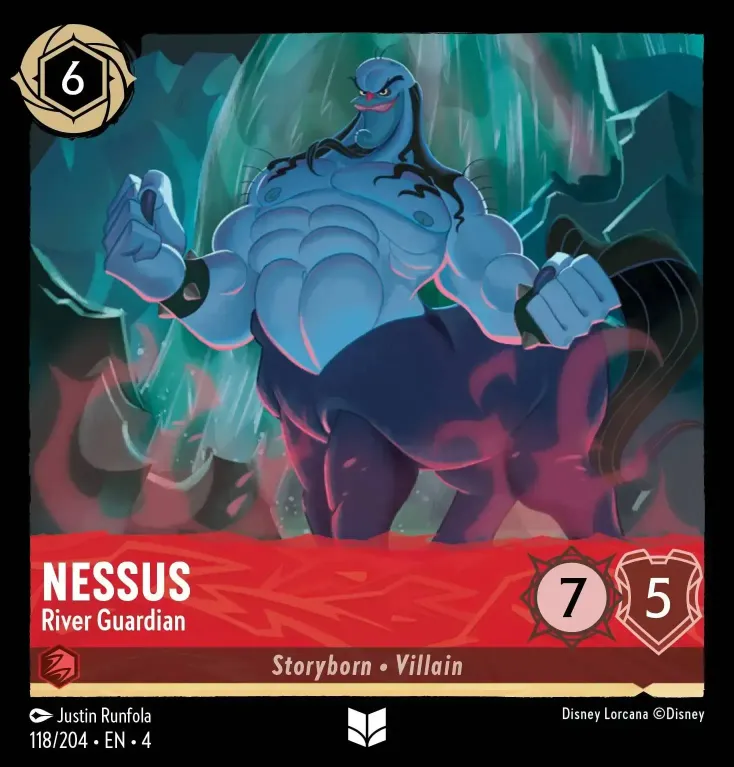 6
NESSUS
River Guardian
7
5
Storyborn • Villain
Justin Runfola
Disney Lorcana ©Disney
118/204 • EN • 4